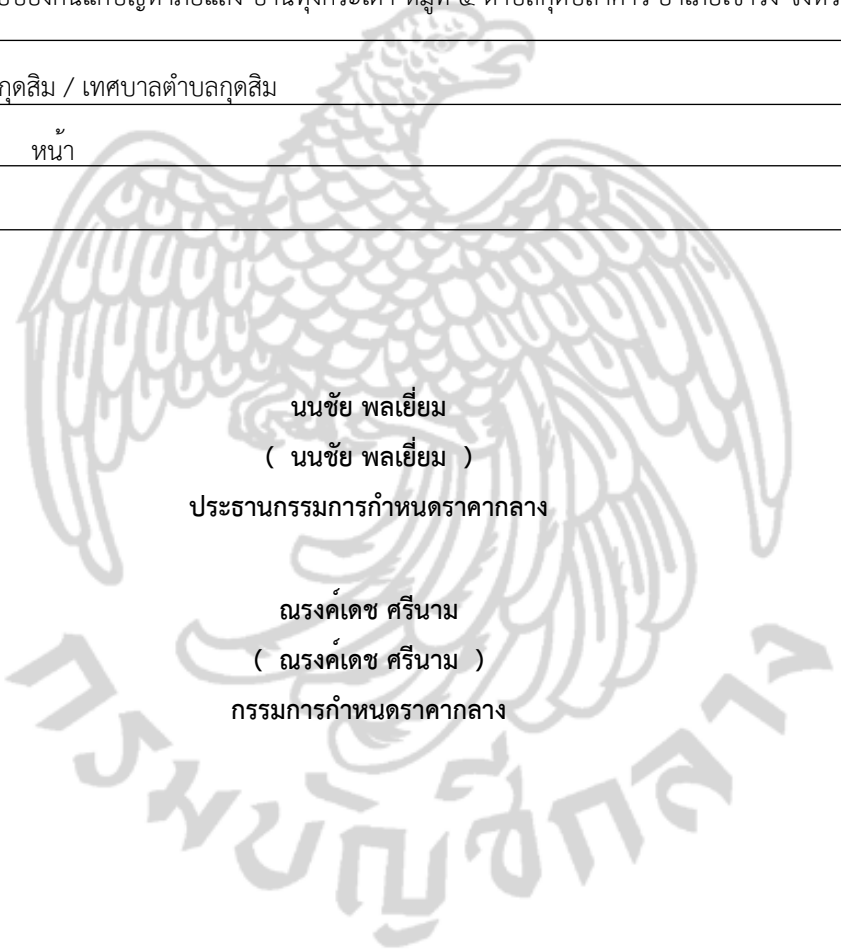 กุดสิม / เทศบาลตำบลกุดสิม
หน้า
นนชัย พลเยี่ยม
( นนชัย พลเยี่ยม )
ประธานกรรมการกำหนดราคากลาง
ณรงค์เดช ศรีนาม
( ณรงค์เดช ศรีนาม )
กรรมการกำหนดราคากลาง
กรมบัญชีกลาง